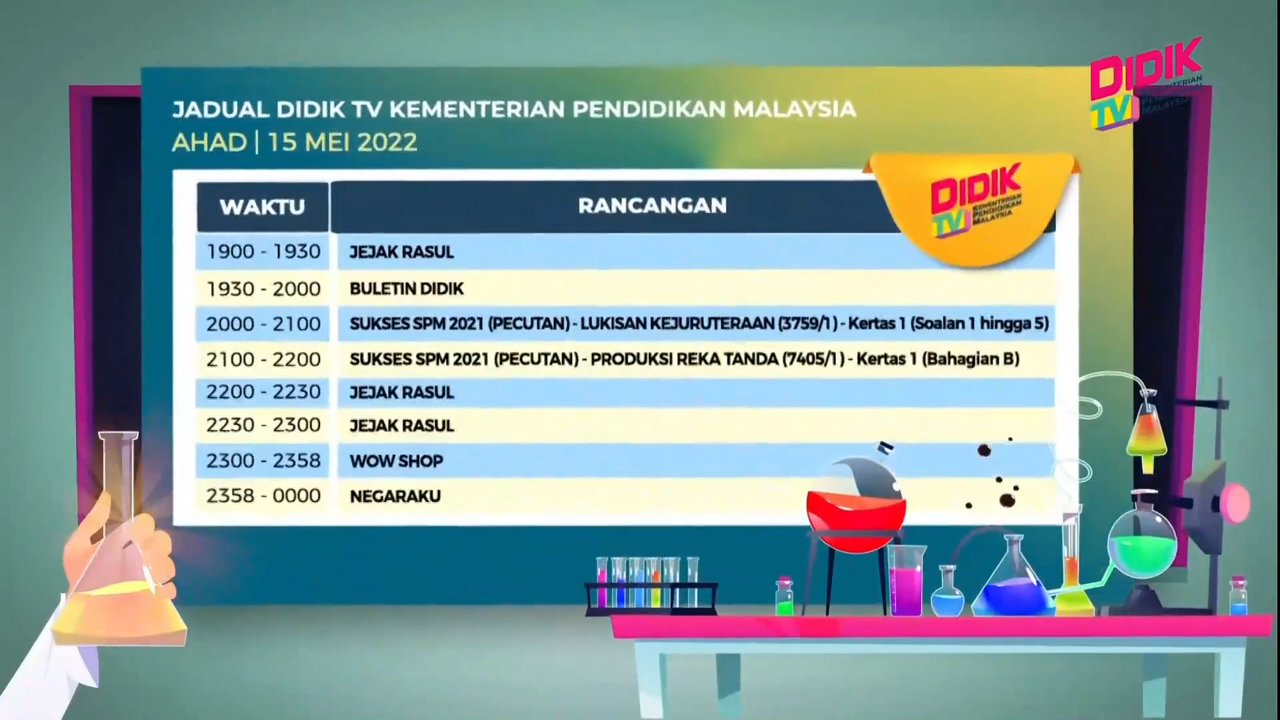 JADUAL DIDIK TV KEMENTERIAN PENDIDIKAN MALAYSIA
AHAD | 15 MEI 2022
DIDIK
TV
WAKTU RANCANGAN
DIDIK
TV KEMENTERIAN
PENDIDIKAN
MALAYSIA
1900 - 1930 JEJAK RASUL
1930 - 2000 BULETIN DIDIK
2000 - 2100 SUKSES SPM 2021 (PECUTAN) - LUKISAN KEJURUTERAAN (3759/1) - Kertas 1 (Soalan 1 hingga 5)
2100 - 2200 SUKSES SPM 2021 (PECUTAN) - PRODUKSI REKA TANDA (7405/1) - Kertas 1 (Bahagian B)
2200 - 2230 JEJAK RASUL
2230 - 2300 JEJAK RASUL
2300 - 2358 WOW SHOP
2358 - 0000 NEGARAKU